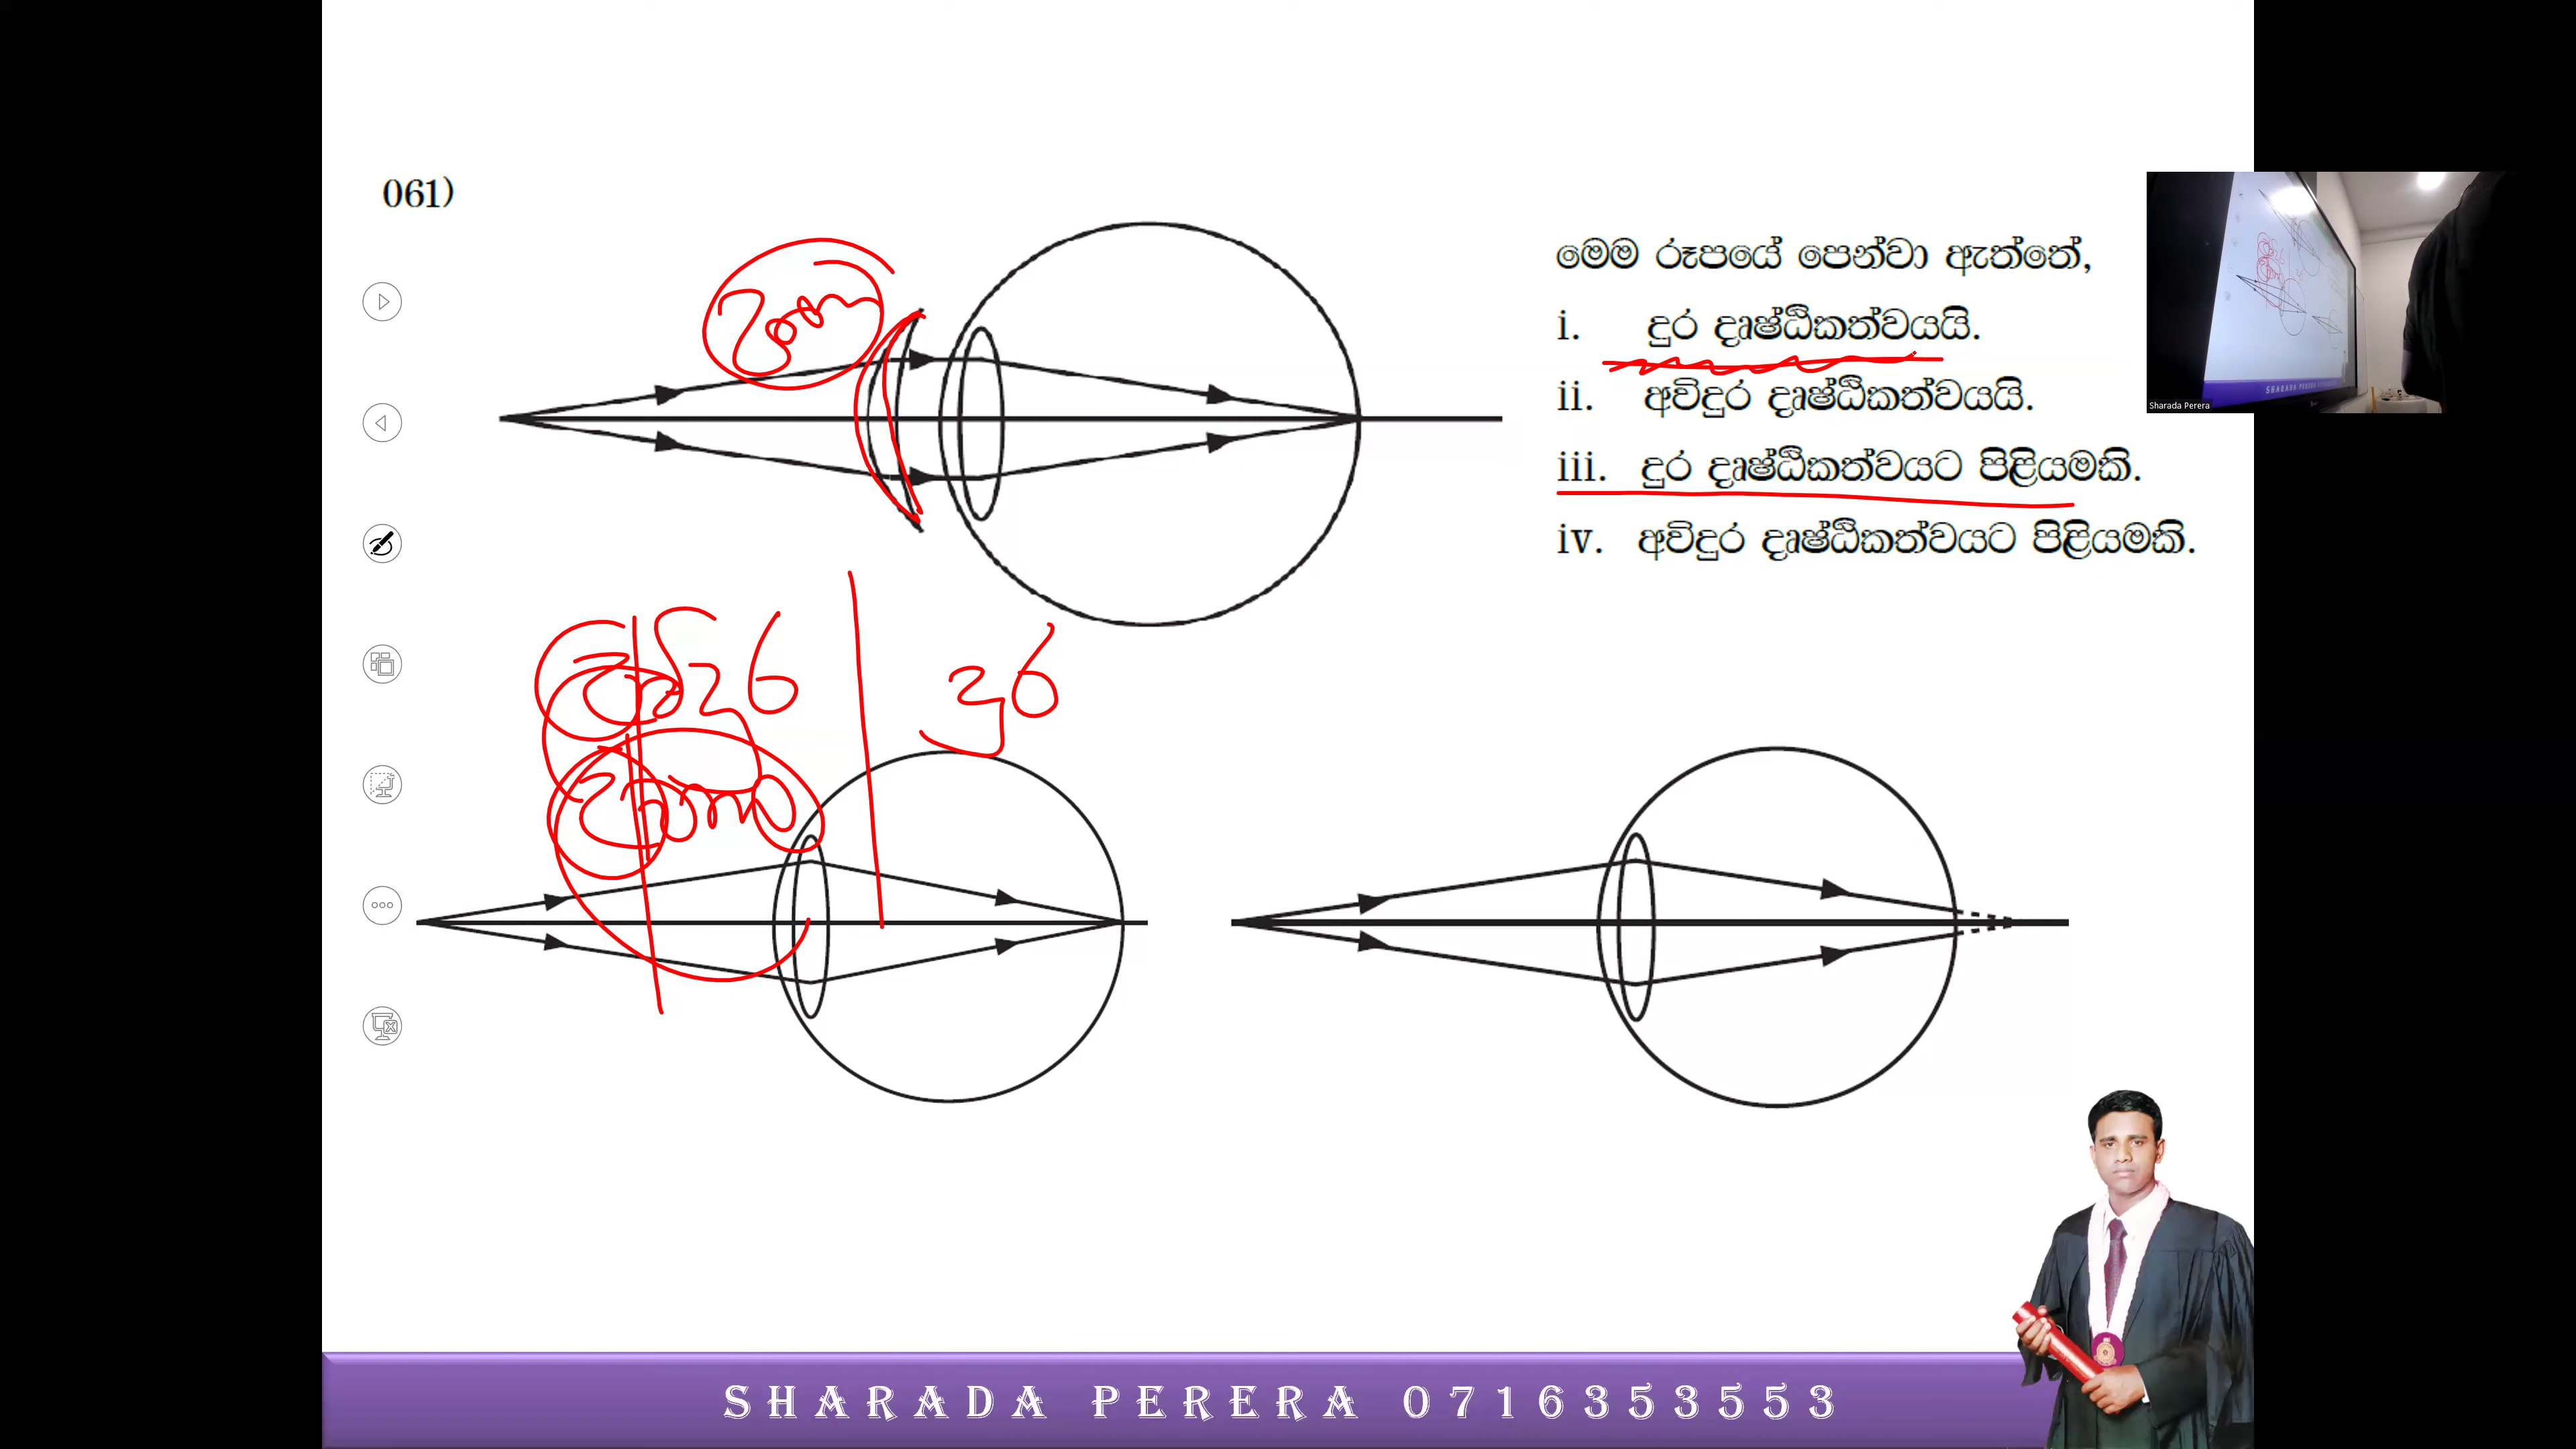 061)
මෙම රූපයේ පෙන්වා ඇත්තේ,
i. දුර දෘෂ්ඨිකත්වයයි.
ii. අවිදුර දෘෂ්ඨිකත්වයයි.
iii. දුර දෘෂ්ඨිකත්වයට පිළියමකි.
iv. අවිදුර දෘෂ්ඨිකත්වයට පිළියමකි.
Sharada Perera
දුර
SHARADA PERERA 0716353553